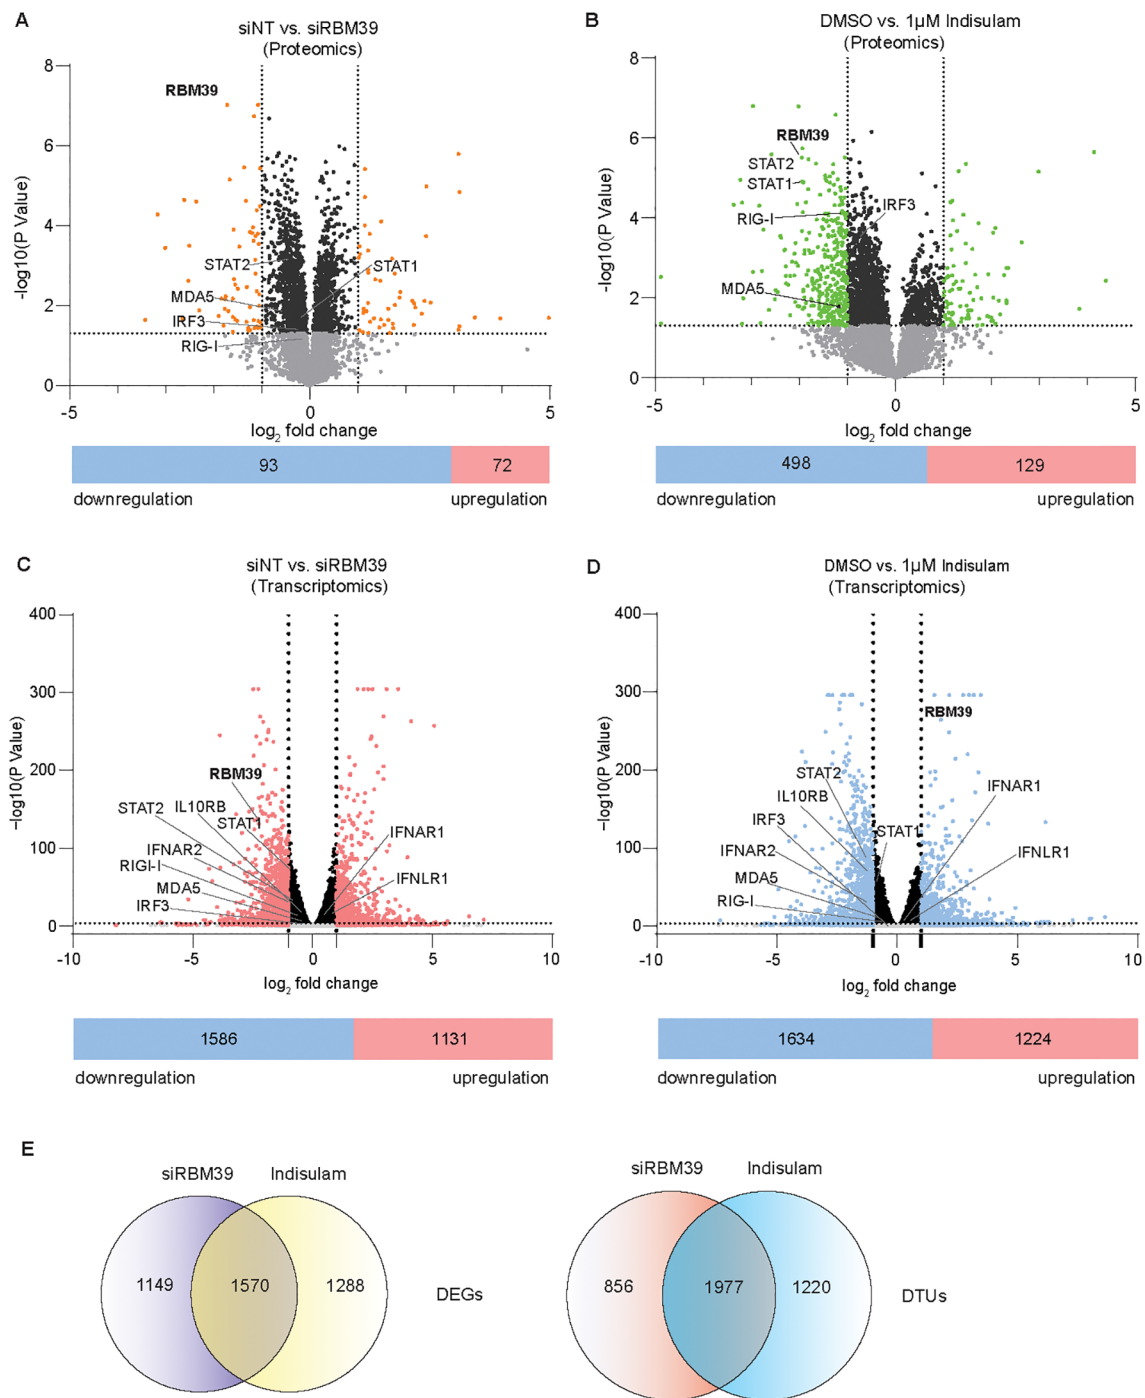 A
siNT vs. siRBM39
(Proteomics)
8
6
4
2
0
-log10(P Value)
RBM39
STAT2
STAT1
MDA5
IRF3
RIG-I
-5
0
5
log2 fold change
93
72
downregulation
upregulation
B
DMSO vs. 1µM Indisulam
(Proteomics)
8
6
4
2
0
-log10(P Value)
RBM39
STAT2
STAT1
RIG-I
IRF3
MDA5
-5
0
5
log2 fold change
498
129
downregulation
upregulation
C
siNT vs. siRBM39
(Transcriptomics)
400
300
200
100
0
−log10(P Value)
RBM39
STAT2
IL10RB
STAT1
IFNAR2
RIGI-I
MDA5
IRF3
IFNAR1
IFNLR1
-10
-5
0
5
10
log2 fold change
1586
1131
downregulation
upregulation
D
DMSO vs. 1µM Indisulam
(Transcriptomics)
400
300
200
100
0
−log10(P Value)
RBM39
STAT2
IL10RB
IRF3
STAT1
IFNAR2
MDA5
RIG-I
IFNAR1
IFNLR1
-10
-5
0
5
10
log2 fold change
1634
1224
downregulation
upregulation
E
siRBM39
Indisulam
1149
1570
1288
DEGs
siRBM39
Indisulam
856
1977
1220
DTUs